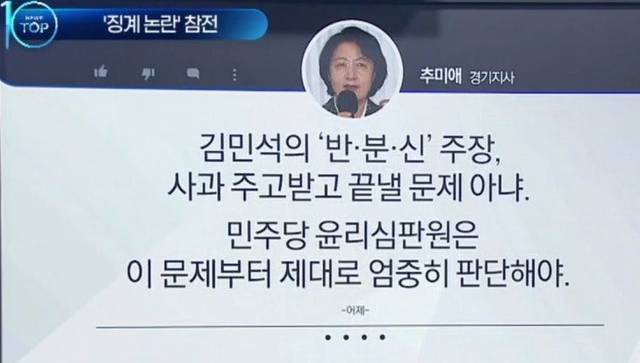 NEWS TOP
'징계 논란' 참전
추미애 경기지사
김민석의 ‘반·분·신’ 주장,
사과 주고받고 끝낼 문제 아냐.
민주당 윤리심판원은
이 문제부터 제대로 엄중히 판단해야.
-어제-